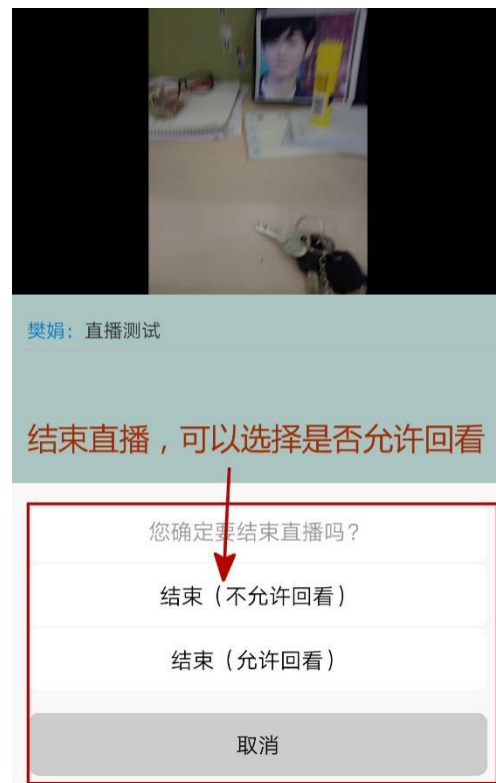 樊娟：直播测试
结束直播，可以选择是否允许回看
您确定要结束直播吗？
结束（不允许回看）
结束（允许回看）
取消